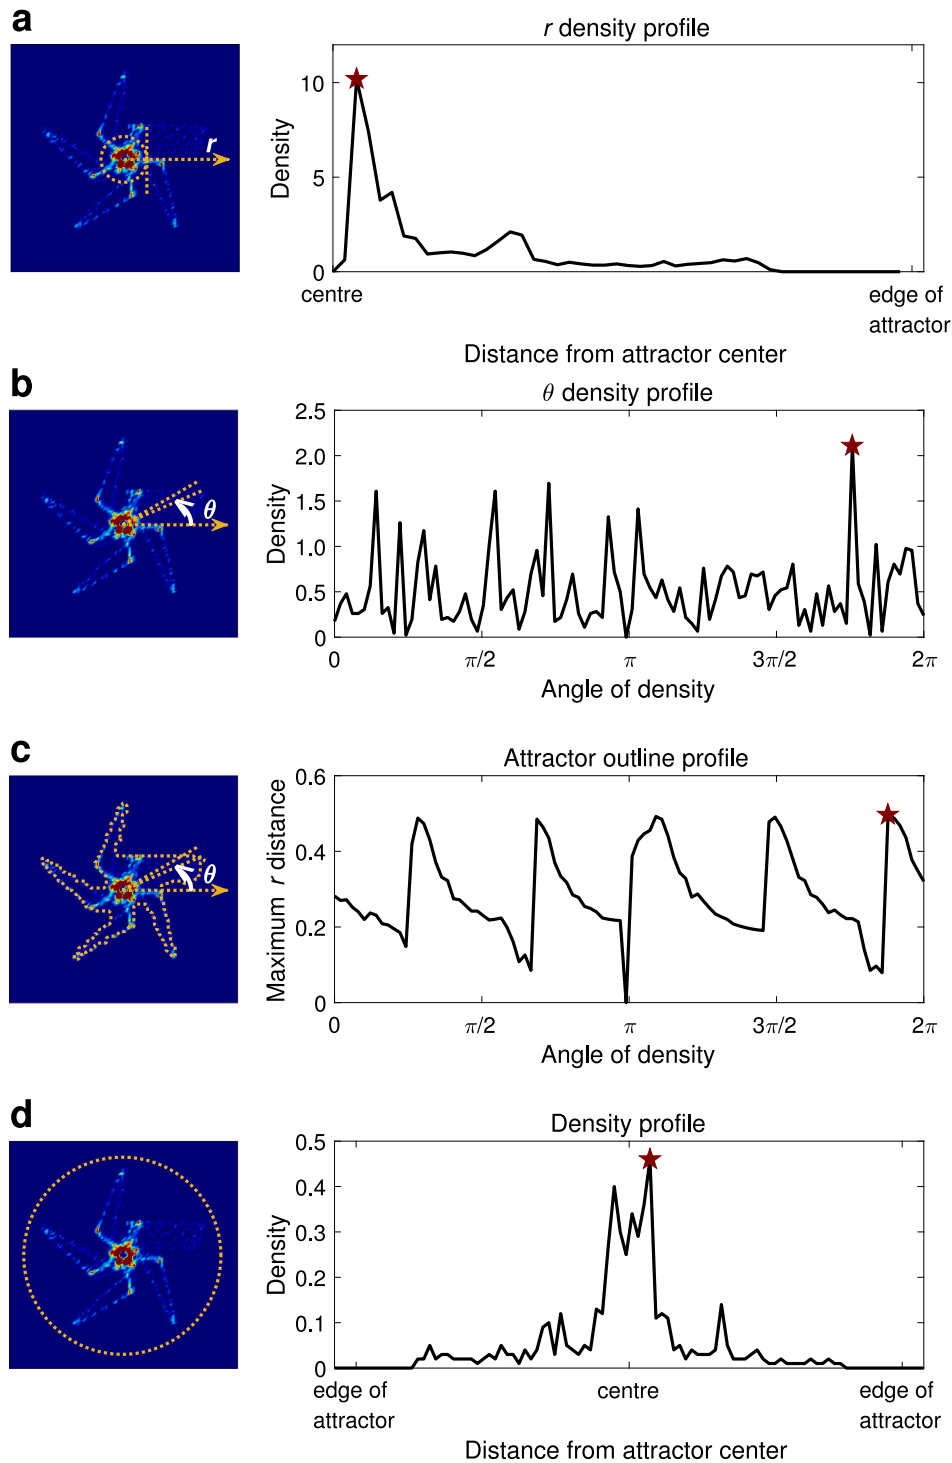 a
r density profile
r
Density
10
5
0
centre
edge of
attractor
Distance from attractor center
b
θ density profile
θ
Density
2.5
2.0
1.5
1.0
0.5
0
0
π/2
π
3π/2
2π
Angle of density
c
Attractor outline profile
θ
Maximum r distance
0.6
0.4
0.2
0
0
π/2
π
3π/2
2π
Angle of density
d
Density profile
Density
0.5
0.4
0.3
0.2
0.1
0
edge of
attractor
centre
edge of
attractor
Distance from attractor center